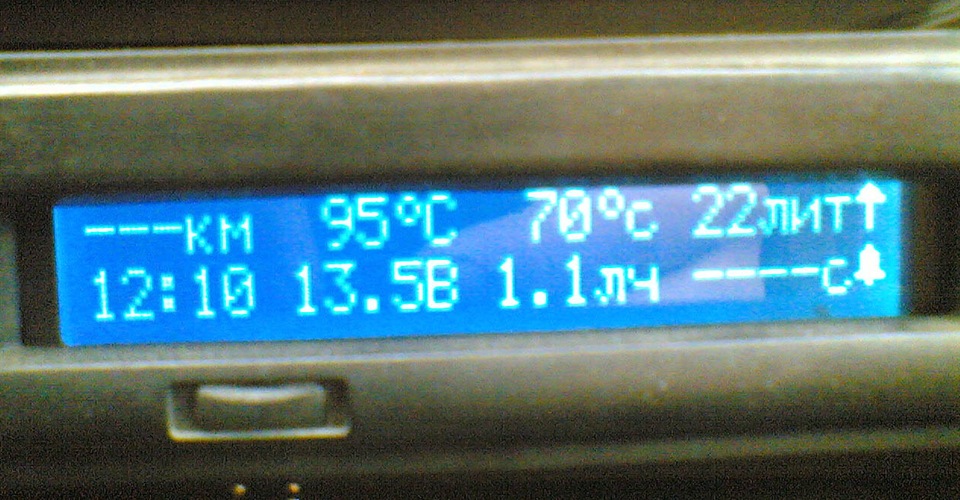 ---км 95°C 70°c 22лит↑
12:10 13.5В 1.1лч ----с